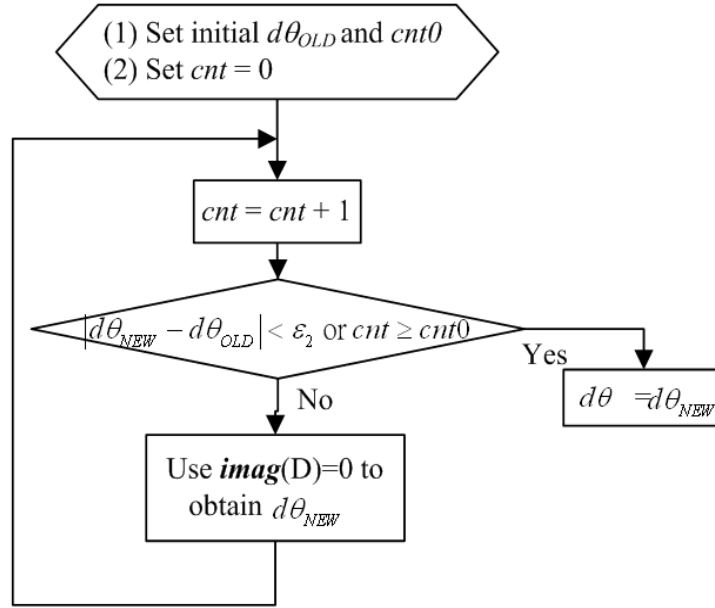 (1) Set initial dθ_OLD and cnt0
(2) Set cnt = 0
cnt = cnt + 1
|dθ_NEW − dθ_OLD| < ε₂ or cnt ≥ cnt0
Yes
No
dθ =dθ_NEW
Use imag(D)=0 to
obtain dθ_NEW